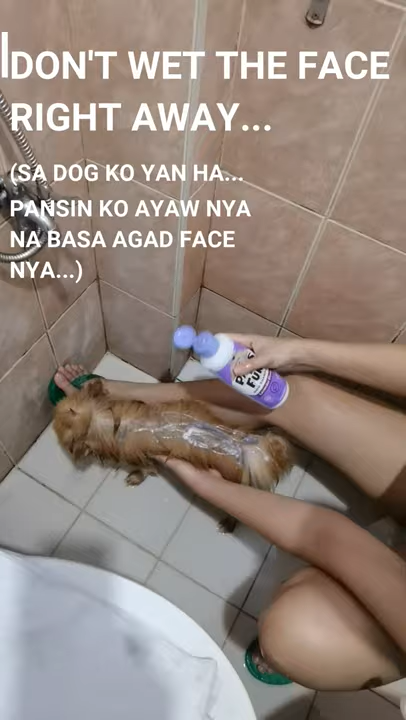 DON'T WET THE FACE
RIGHT AWAY...
(SA DOG KO YAN HA...
PANSIN KO AYAW NYA
NA BASA AGAD FACE
NYA...)